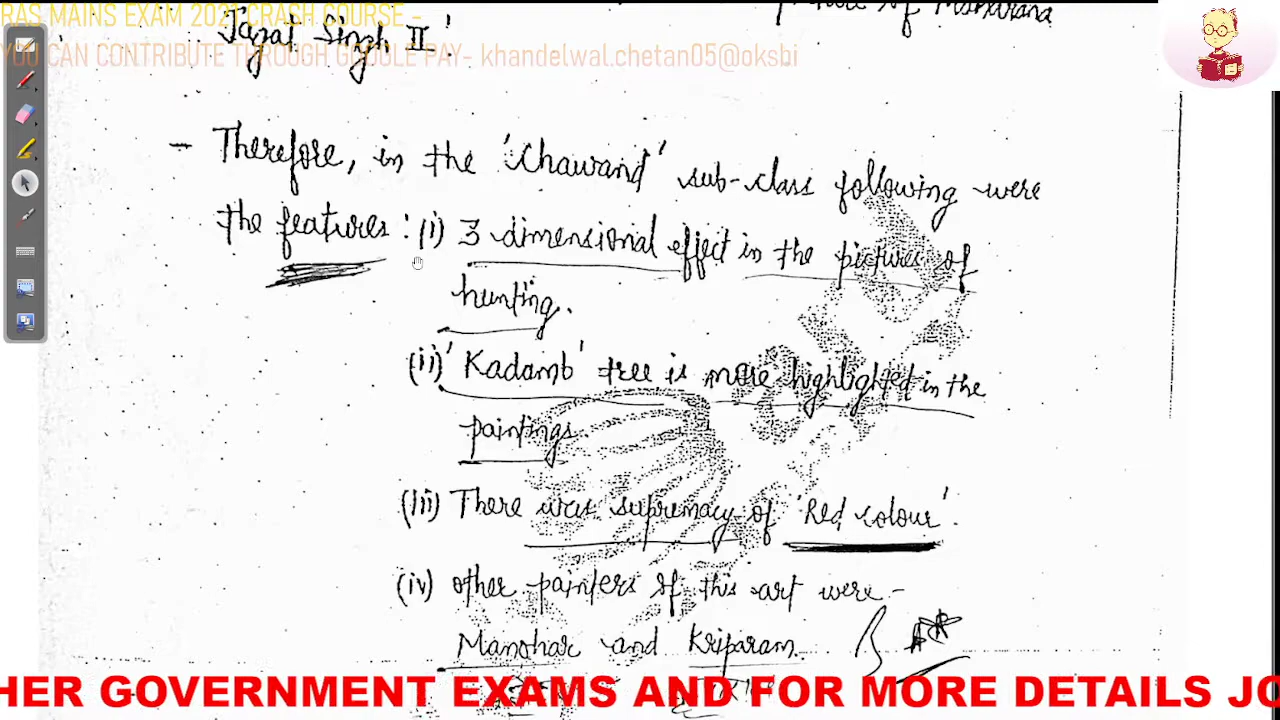 RAS MAINS EXAM 2021 CRASH COURSE -
YOU CAN CONTRIBUTE THROUGH GOOGLE PAY- khandelwal.chetan05@oksbi
of Maharana
Jagat Singh II'
- Therefore, in the 'Chawand' sub-class following were
the features : (i) 3 dimensional effect in the pictures of
hunting.
(ii) 'Kadamb' tree is more highlighted in the
paintings
(iii) There was supremacy of 'Red colour'.
(iv) other painters of this art were -
Manohar and Kriparam.
HER GOVERNMENT EXAMS AND FOR MORE DETAILS JO